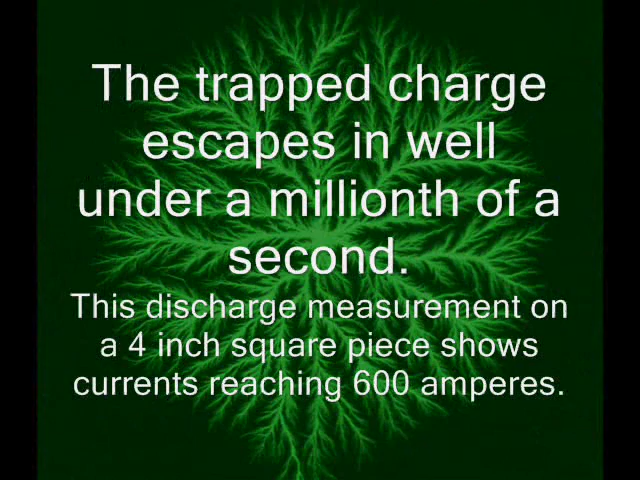 The trapped charge
escapes in well
under a millionth of a
second.
This discharge measurement on
a 4 inch square piece shows
currents reaching 600 amperes.